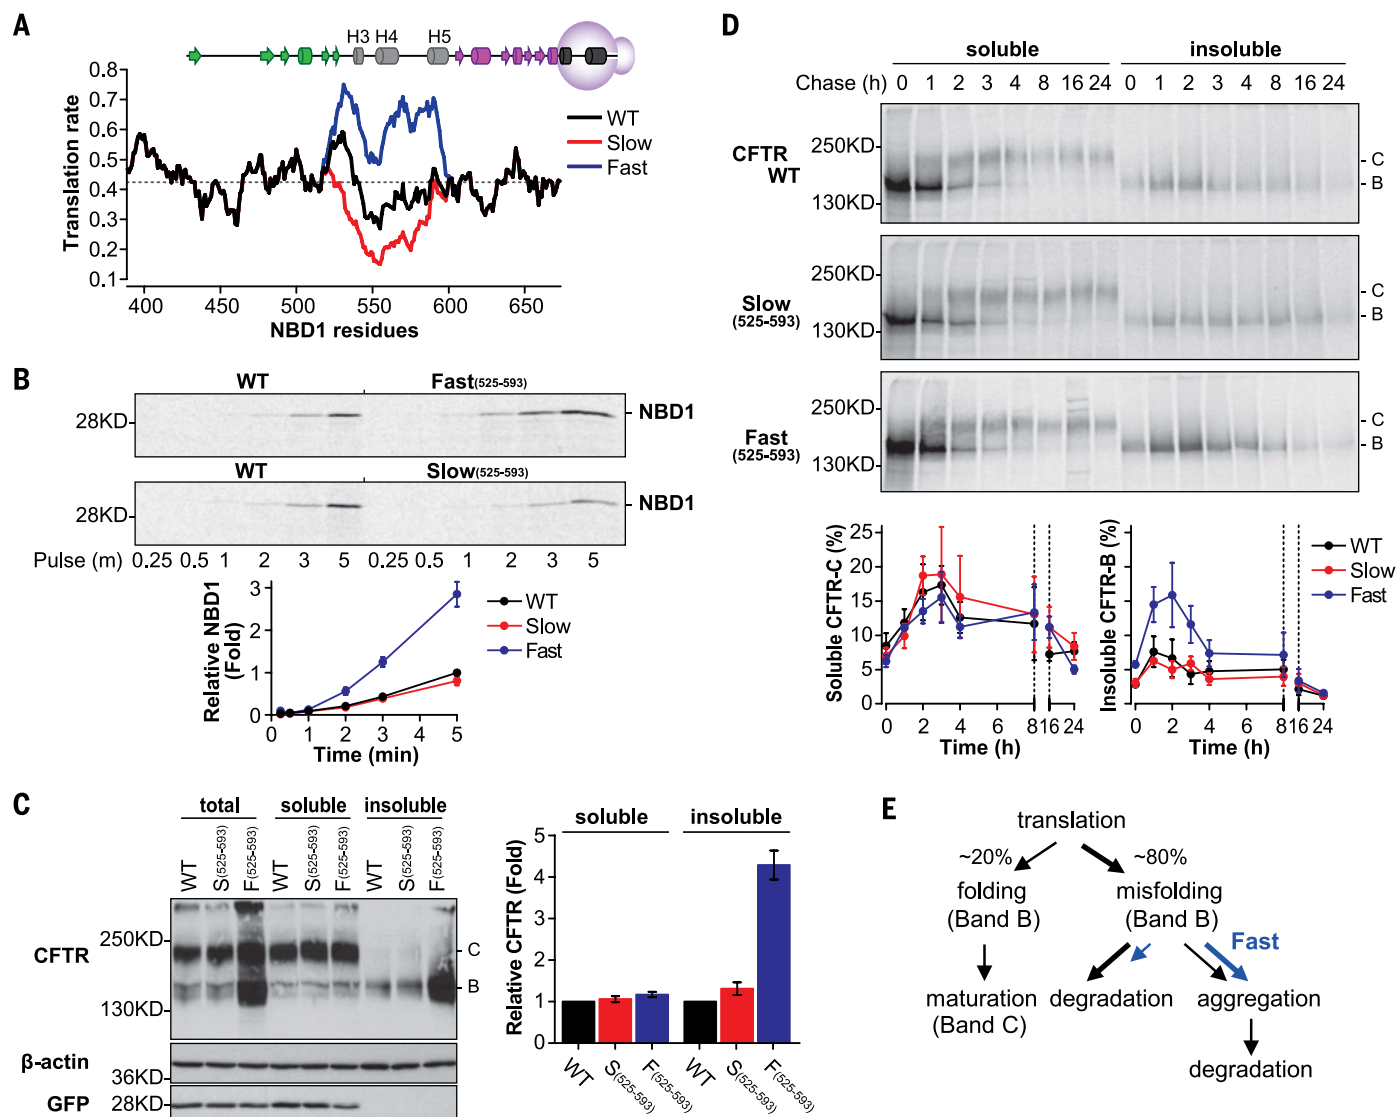 A
H3 H4 H5
0.8
0.7
0.6
0.5
0.4
0.3
0.2
0.1
Translation rate
WT
Slow
Fast
400 450 500 550 600 650
NBD1 residues
B
WT Fast(525-593)
28KD
NBD1
WT Slow(525-593)
28KD
NBD1
Pulse (m) 0.25 0.5 1 2 3 5 0.25 0.5 1 2 3 5
Relative NBD1 (Fold)
3
2
1
0
WT
Slow
Fast
0 1 2 3 4 5
Time (min)
C
total soluble insoluble
WT S(525-593) F(525-593) WT S(525-593) F(525-593) WT S(525-593) F(525-593)
CFTR
250KD
130KD
C
B
β-actin
36KD
GFP
28KD
soluble insoluble
Relative CFTR (Fold)
5
4
3
2
1
0
WT S(525-593) F(525-593) WT S(525-593) F(525-593)
D
soluble insoluble
Chase (h) 0 1 2 3 4 8 16 24 0 1 2 3 4 8 16 24
CFTR WT
250KD
130KD
C
B
Slow (525-593)
250KD
130KD
C
B
Fast (525-593)
250KD
130KD
C
B
Soluble CFTR-C (%)
25
20
15
10
5
0
0 2 4 6 8 16 24
Time (h)
Insoluble CFTR-B (%)
0 2 4 6 8 16 24
Time (h)
WT
Slow
Fast
E
translation
~20% ~80%
folding (Band B)
misfolding (Band B)
Fast
maturation (Band C)
degradation
aggregation
degradation